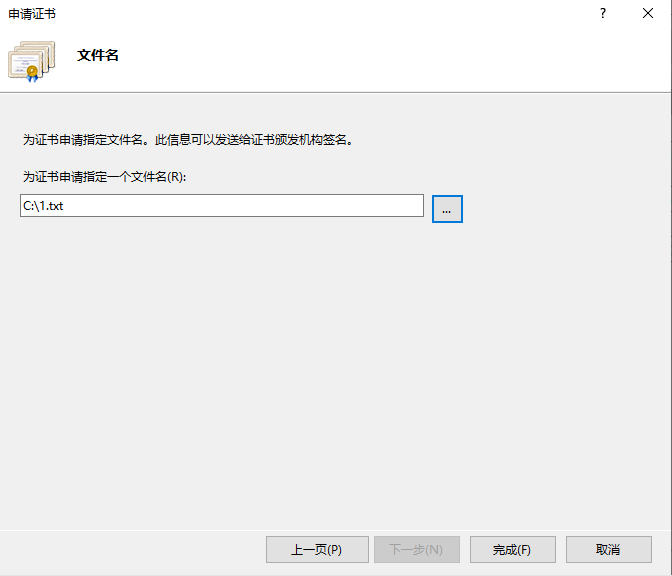 申请证书
?
文件名
为证书申请指定文件名。此信息可以发送给证书颁发机构签名。
为证书申请指定一个文件名(R):
C:\1.txt
...
上一页(P) 下一步(N) 完成(F) 取消